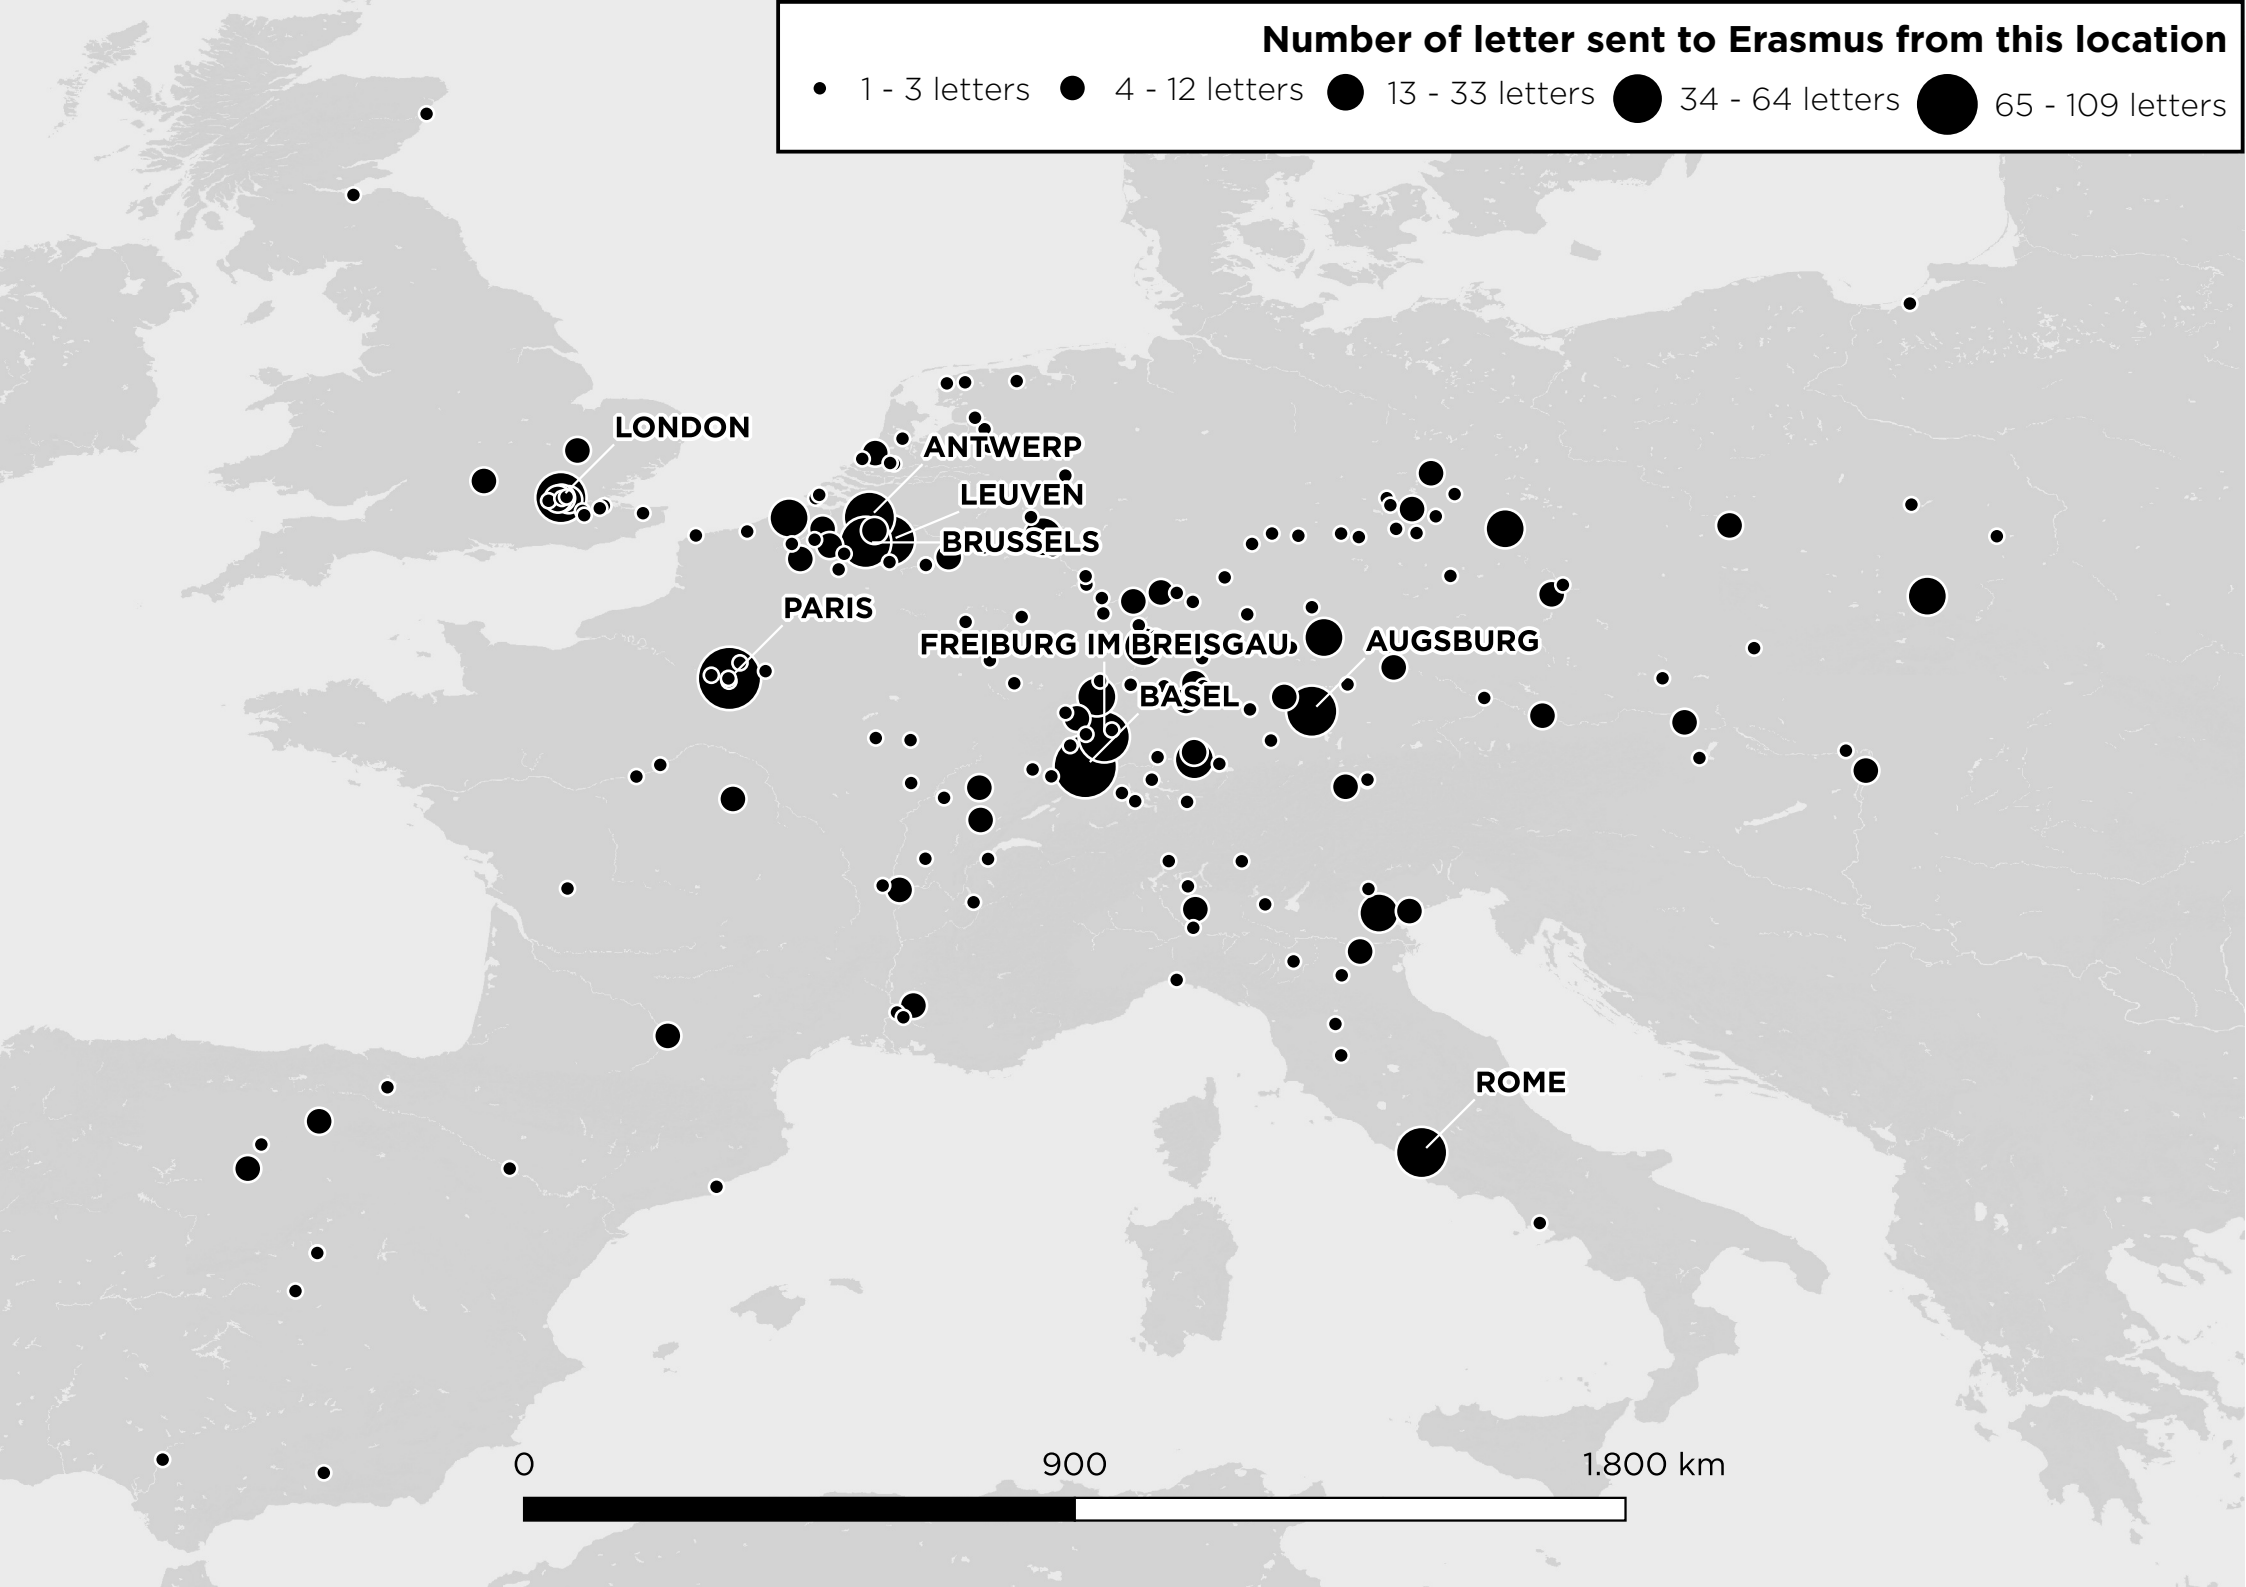 Number of letter sent to Erasmus from this location
1 - 3 letters 4 - 12 letters 13 - 33 letters 34 - 64 letters 65 - 109 letters
LONDON
ANTWERP
LEUVEN
BRUSSELS
PARIS
FREIBURG IM BREISGAU
AUGSBURG
BASEL
ROME
0 900 1.800 km